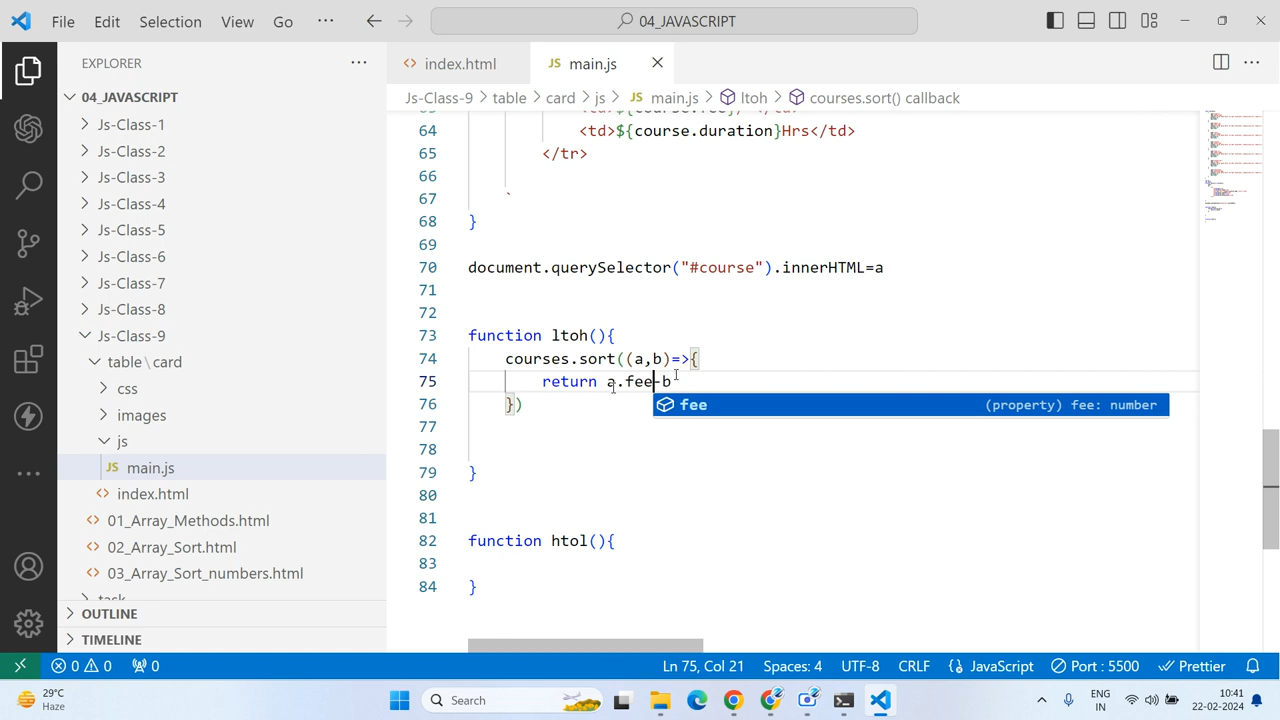 File Edit Selection View Go ··· 04_JAVASCRIPT
EXPLORER ···
index.html JS main.js
04_JAVASCRIPT
Js-Class-9 > table > card > js > JS main.js > ltoh > courses.sort() callback
Js-Class-1
Js-Class-2
Js-Class-3
Js-Class-4
Js-Class-5
Js-Class-6
Js-Class-7
Js-Class-8
Js-Class-9
table\card
css
images
js
JS main.js
index.html
01_Array_Methods.html
02_Array_Sort.html
03_Array_Sort_numbers.html
OUTLINE
TIMELINE
64 <td>${course.duration}Hrs</td>
65 </tr>
66
67 `
68 }
69
70 document.querySelector("#course").innerHTML=a
71
72
73 function ltoh(){
74 courses.sort((a,b)=>{
75 return a.fee-b
76 })
fee (property) fee: number
77
78
79 }
80
81
82 function htol(){
83
84 }
0 0 0 Ln 75, Col 21 Spaces: 4 UTF-8 CRLF JavaScript Port : 5500 Prettier
29°C
Haze
Search
ENG
IN
10:41
22-02-2024